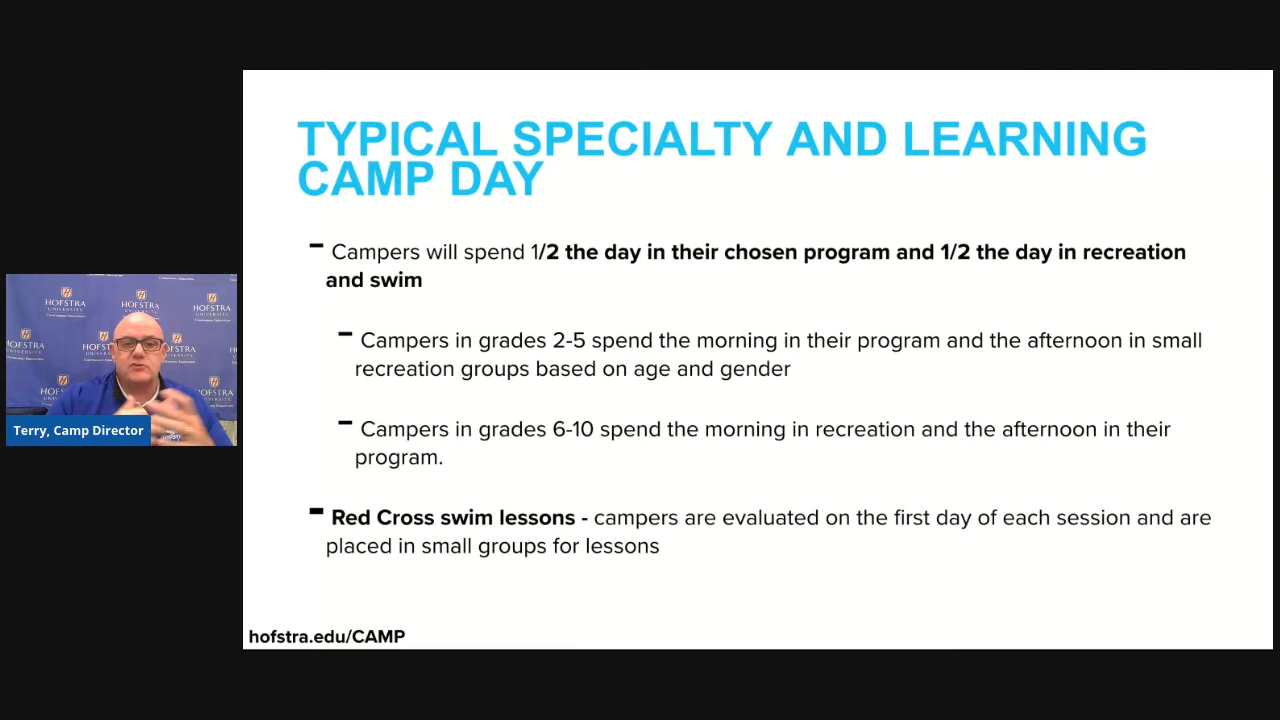 TYPICAL SPECIALTY AND LEARNING
CAMP DAY
- Campers will spend 1/2 the day in their chosen program and 1/2 the day in recreation
and swim
- Campers in grades 2-5 spend the morning in their program and the afternoon in small
recreation groups based on age and gender
- Campers in grades 6-10 spend the morning in recreation and the afternoon in their
program.
- Red Cross swim lessons - campers are evaluated on the first day of each session and are
placed in small groups for lessons
hofstra.edu/CAMP
HOFSTRA
UNIVERSITY
HOFSTRA
UNIVERSITY
HOFSTRA
UNIVERSITY
Terry, Camp Director